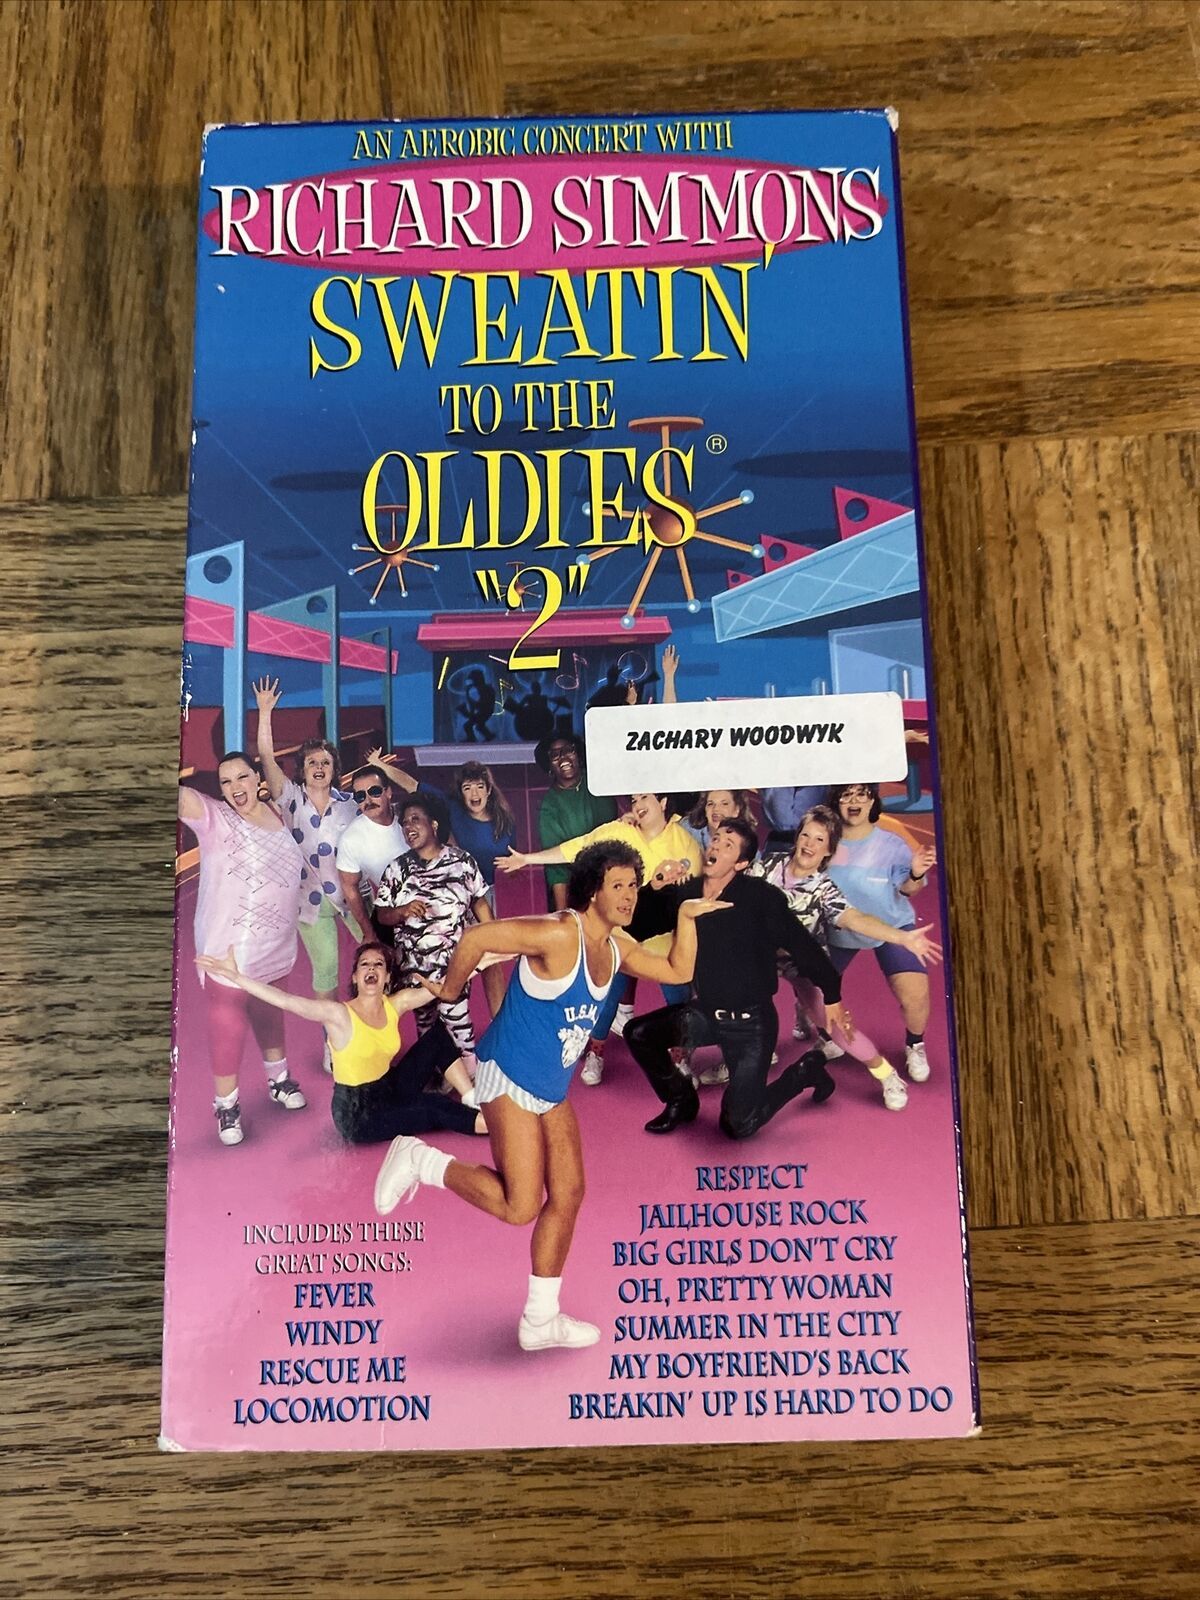 AN AEROBIC CONCERT WITH
RICHARD SIMMONS
SWEATIN'
TO THE
OLDIES®
"2"
ZACHARY WOODWYK
U.S.M.
INCLUDES THESE
GREAT SONGS:
FEVER
WINDY
RESCUE ME
LOCOMOTION
RESPECT
JAILHOUSE ROCK
BIG GIRLS DON'T CRY
OH, PRETTY WOMAN
SUMMER IN THE CITY
MY BOYFRIEND'S BACK
BREAKIN' UP IS HARD TO DO